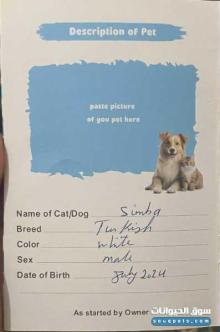 Description of Pet
paste picture
of you pet here
Name of Cat/Dog Simba
Breed Turkish
Color white
Sex male
Date of Birth July 2024
As started by Owner
سوق الحيوانات
souqpets.com